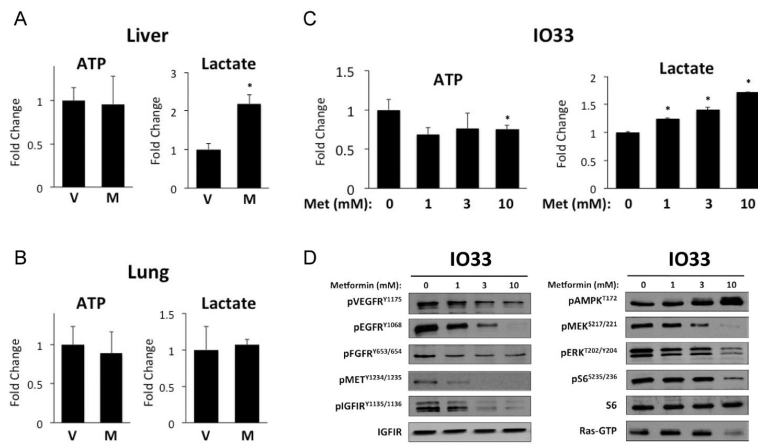 A
Liver
ATP
Fold Change
1
0.5
0
V
M
Lactate
Fold Change
3
2
1
0
*
V
M
B
Lung
ATP
Fold Change
1.5
1
0.5
0
V
M
Lactate
Fold Change
1.5
1
0.5
0
V
M
C
IO33
ATP
Fold Change
1.5
1
0.5
0
*
Met (mM): 0 1 3 10
Lactate
Fold Change
2
1.5
1
0.5
0
* * *
Met (mM): 0 1 3 10
D
IO33
Metformin (mM): 0 1 3 10
pVEGFRY1175
pEGFRY1068
pFGFRY653/654
pMETY1234/1235
pIGFIRY1135/1136
IGFIR
IO33
Metformin (mM): 0 1 3 10
pAMPKT172
pMEKS217/221
pERKT202/Y204
pS6S235/236
S6
Ras-GTP